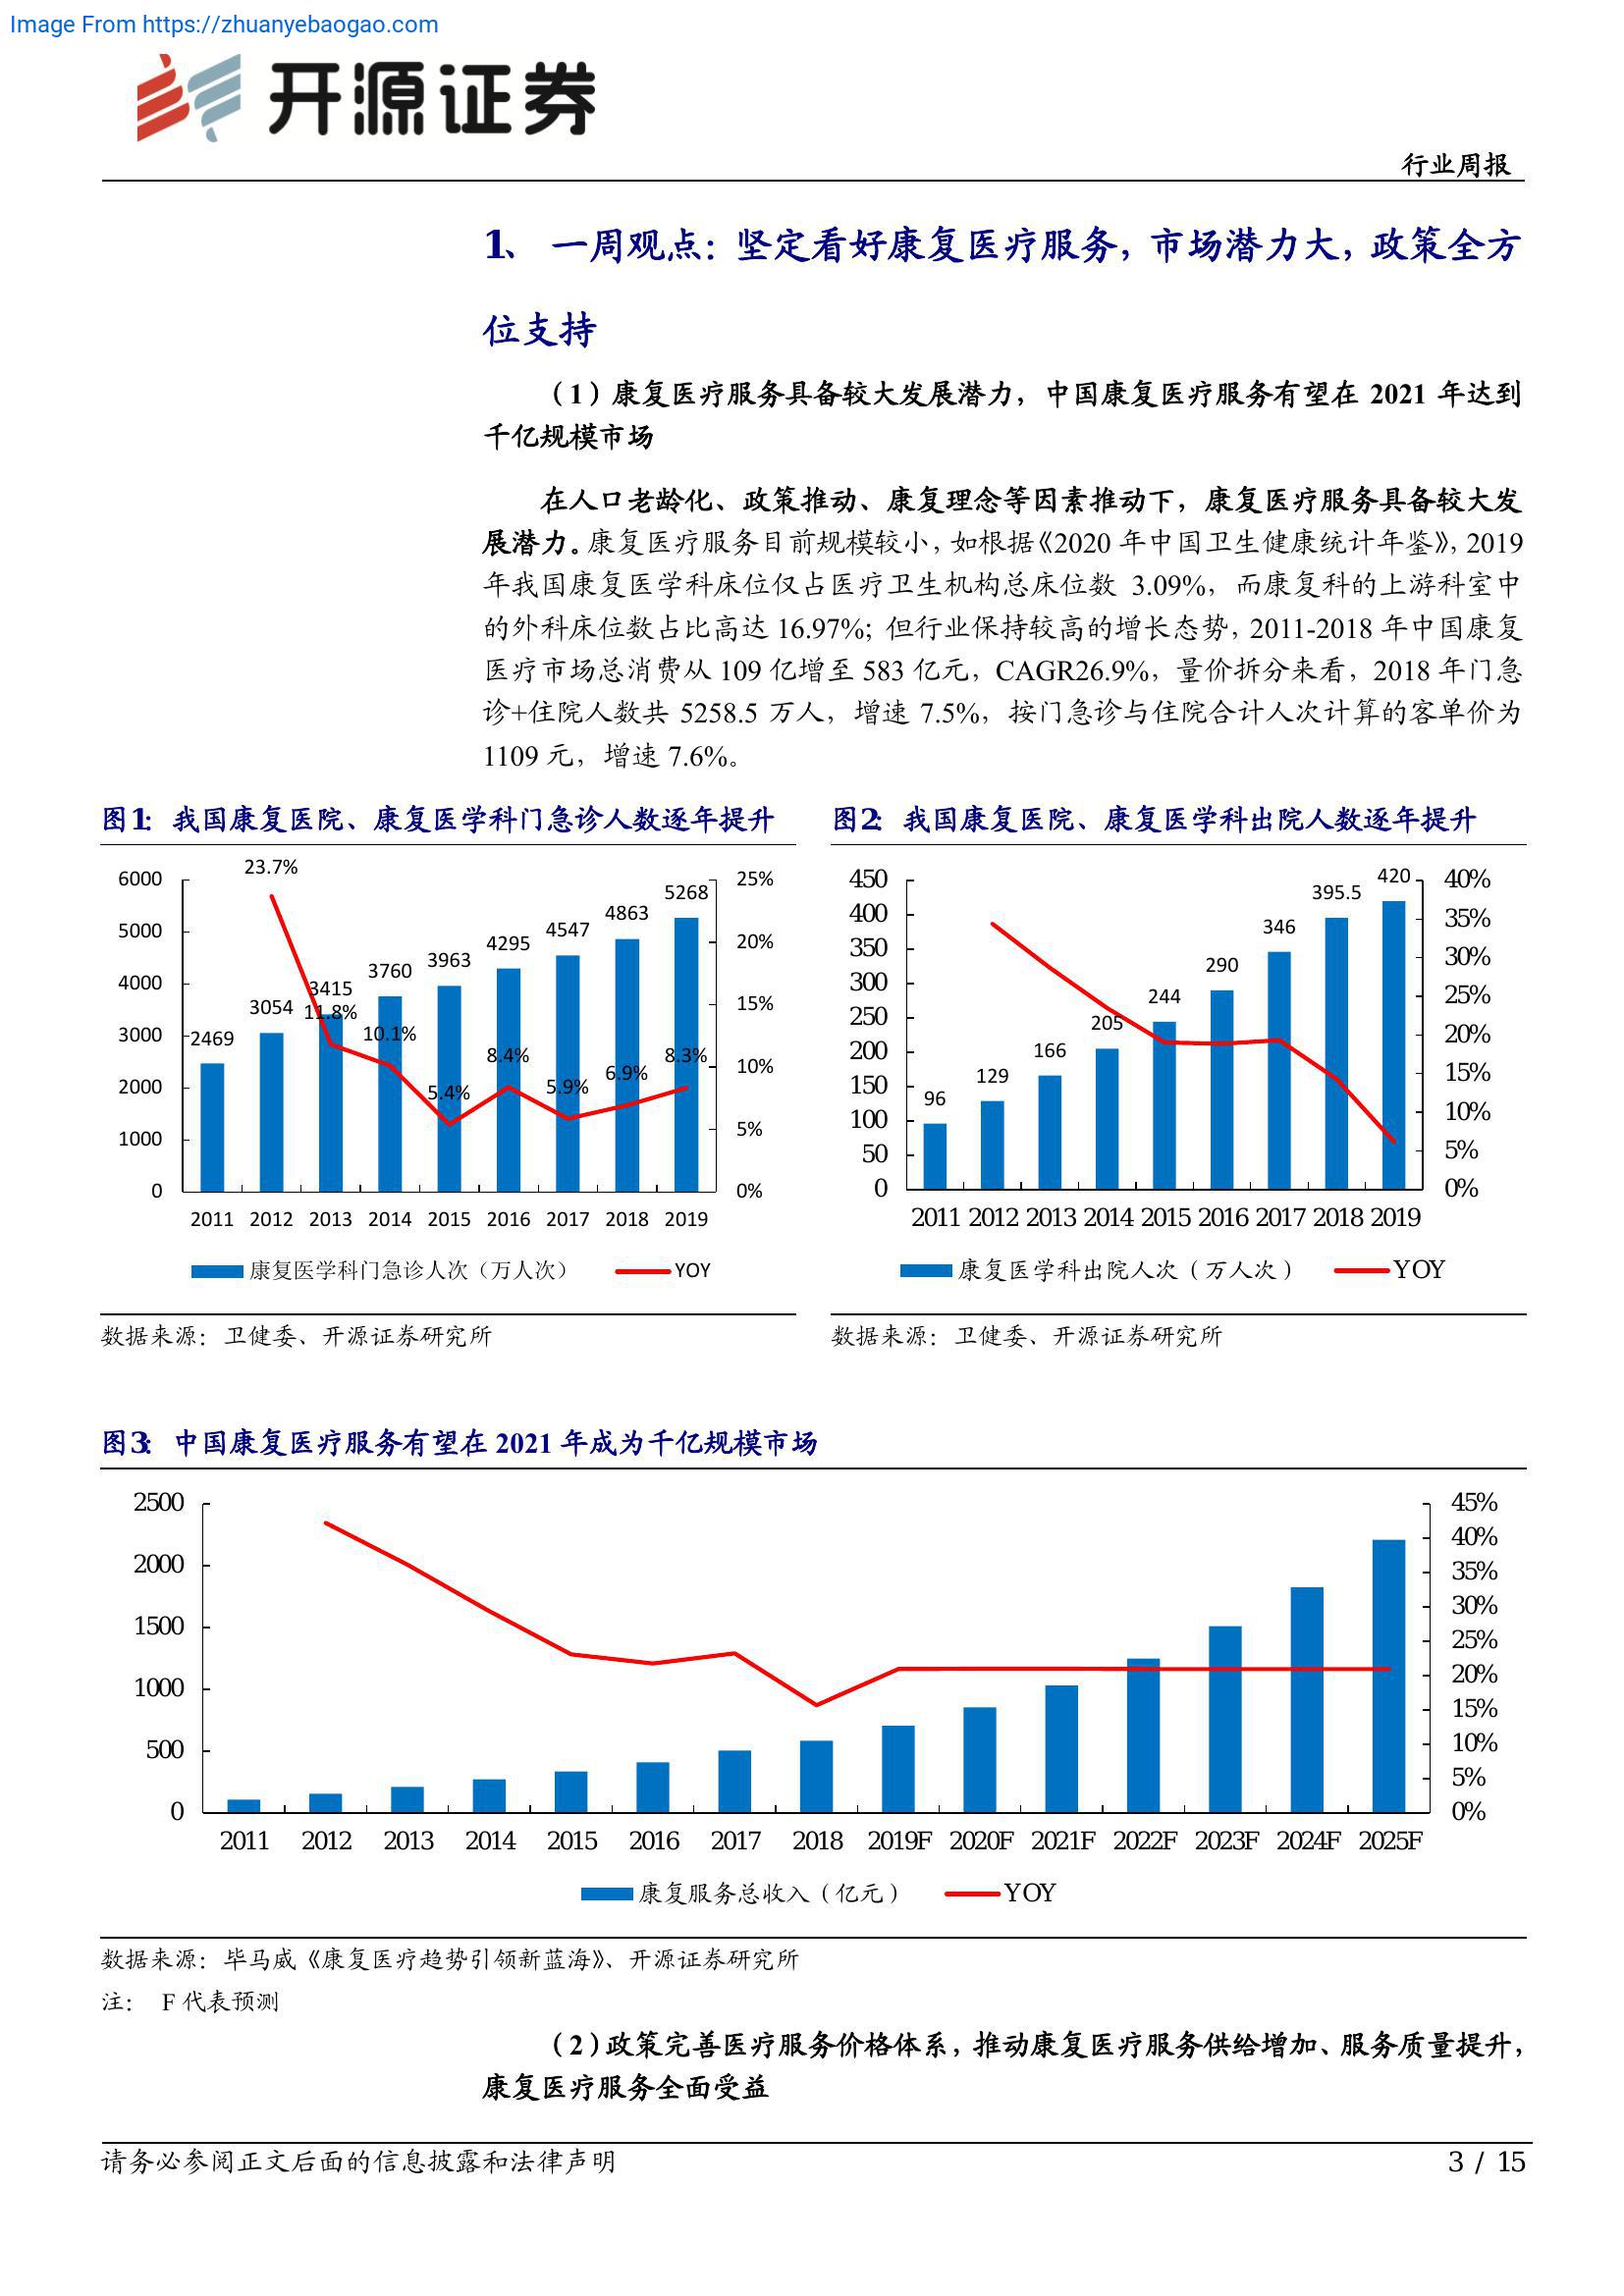 Image From https://zhuanyebaogao.com
开源证券
行业周报
1、 一周观点：坚定看好康复医疗服务，市场潜力大，政策全方
位支持
（1）康复医疗服务具备较大发展潜力，中国康复医疗服务有望在 2021 年达到
千亿规模市场
在人口老龄化、政策推动、康复理念等因素推动下，康复医疗服务具备较大发
展潜力。康复医疗服务目前规模较小，如根据《2020 年中国卫生健康统计年鉴》，2019
年我国康复医学科床位仅占医疗卫生机构总床位数 3.09%，而康复科的上游科室中
的外科床位数占比高达 16.97%；但行业保持较高的增长态势，2011-2018 年中国康复
医疗市场总消费从 109 亿增至 583 亿元，CAGR26.9%，量价拆分来看，2018 年门急
诊+住院人数共 5258.5 万人，增速 7.5%，按门急诊与住院合计人次计算的客单价为
1109 元，增速 7.6%。
图1：我国康复医院、康复医学科门急诊人数逐年提升
6000
5000
4000
3000
2000
1000
0
25%
20%
15%
10%
5%
0%
2469
3054
3415
3760
3963
4295
4547
4863
5268
23.7%
11.8%
10.1%
5.4%
8.4%
5.9%
6.9%
8.3%
2011 2012 2013 2014 2015 2016 2017 2018 2019
康复医学科门急诊人次（万人次） YOY
数据来源：卫健委、开源证券研究所
图2：我国康复医院、康复医学科出院人数逐年提升
450
400
350
300
250
200
150
100
50
0
40%
35%
30%
25%
20%
15%
10%
5%
0%
96
129
166
205
244
290
346
395.5
420
2011 2012 2013 2014 2015 2016 2017 2018 2019
康复医学科出院人次（万人次） YOY
数据来源：卫健委、开源证券研究所
图3：中国康复医疗服务有望在 2021 年成为千亿规模市场
2500
2000
1500
1000
500
0
45%
40%
35%
30%
25%
20%
15%
10%
5%
0%
2011 2012 2013 2014 2015 2016 2017 2018 2019F 2020F 2021F 2022F 2023F 2024F 2025F
康复服务总收入（亿元） YOY
数据来源：毕马威《康复医疗趋势引领新蓝海》、开源证券研究所
注： F 代表预测
（2）政策完善医疗服务价格体系，推动康复医疗服务供给增加、服务质量提升，
康复医疗服务全面受益
请务必参阅正文后面的信息披露和法律声明
3 / 15